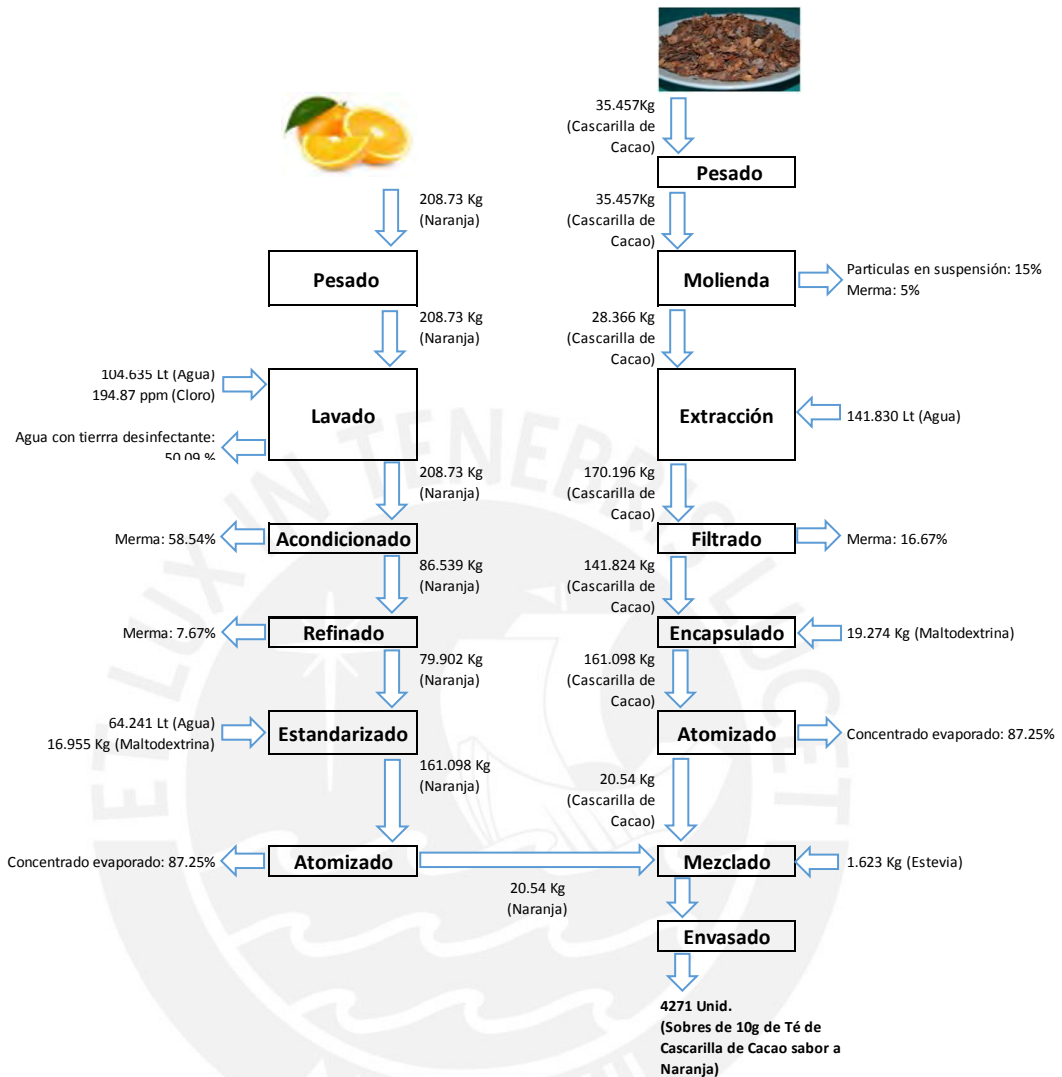 35.457Kg
(Cascarilla de
Cacao)
Pesado
208.73 Kg
(Naranja)
35.457Kg
(Cascarilla de
Cacao)
Pesado
Molienda
Particulas en suspensión: 15%
Merma: 5%
208.73 Kg
(Naranja)
28.366 Kg
(Cascarilla de
Cacao)
104.635 Lt (Agua)
194.87 ppm (Cloro)
Lavado
Extracción
141.830 Lt (Agua)
Agua con tierrra desinfectante:
50.09 %
208.73 Kg
(Naranja)
170.196 Kg
(Cascarilla de
Cacao)
Merma: 58.54%
Acondicionado
Filtrado
Merma: 16.67%
86.539 Kg
(Naranja)
141.824 Kg
(Cascarilla de
Cacao)
Merma: 7.67%
Refinado
Encapsulado
19.274 Kg (Maltodextrina)
79.902 Kg
(Naranja)
161.098 Kg
(Cascarilla de
Cacao)
64.241 Lt (Agua)
16.955 Kg (Maltodextrina)
Estandarizado
Atomizado
Concentrado evaporado: 87.25%
161.098 Kg
(Naranja)
20.54 Kg
(Cascarilla de
Cacao)
Concentrado evaporado: 87.25%
Atomizado
Mezclado
1.623 Kg (Estevia)
20.54 Kg
(Naranja)
Envasado
4271 Unid.
(Sobres de 10g de Té de
Cascarilla de Cacao sabor a
Naranja)
ET LUX IN TENEBRIS LUCET